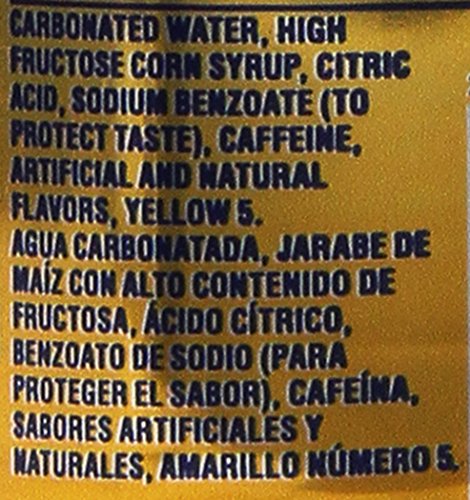 CARBONATED WATER, HIGH
FRUCTOSE CORN SYRUP, CITRIC
ACID, SODIUM BENZOATE (TO
PROTECT TASTE), CAFFEINE,
ARTIFICIAL AND NATURAL
FLAVORS, YELLOW 5.
AGUA CARBONATADA, JARABE DE
MAÍZ CON ALTO CONTENIDO DE
FRUCTOSA, ÁCIDO CÍTRICO,
BENZOATO DE SODIO (PARA
PROTEGER EL SABOR), CAFEÍNA,
SABORES ARTIFICIALES Y
NATURALES, AMARILLO NÚMERO 5.